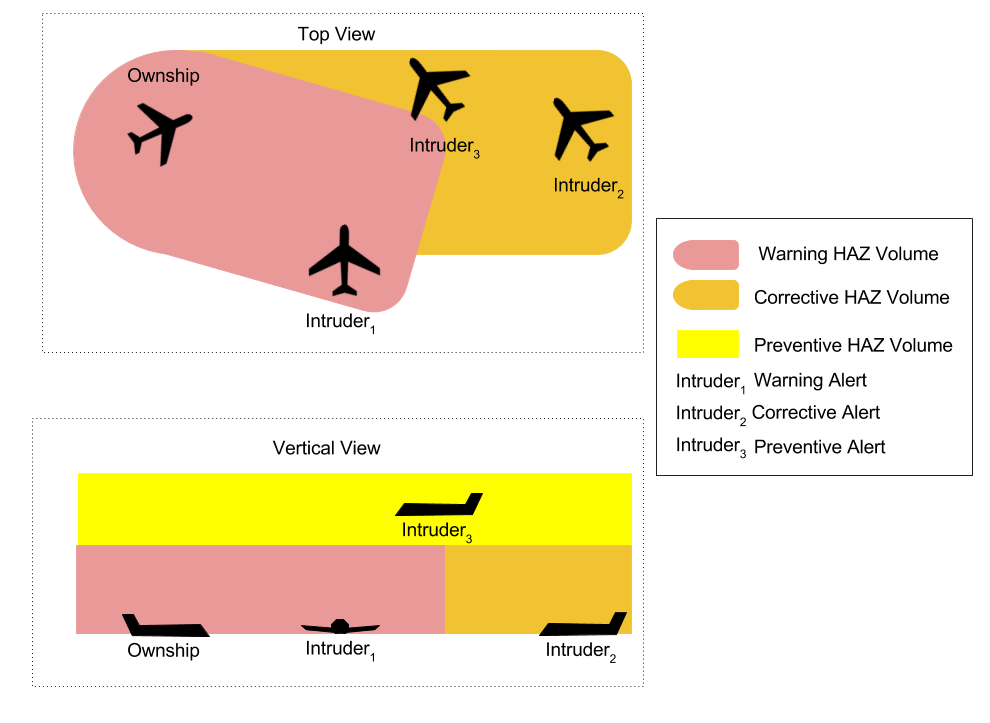 Top View
Ownship
Intruder3
Intruder2
Intruder1
Warning HAZ Volume
Corrective HAZ Volume
Preventive HAZ Volume
Intruder1 Warning Alert
Intruder2 Corrective Alert
Intruder3 Preventive Alert
Vertical View
Intruder3
Ownship
Intruder1
Intruder2